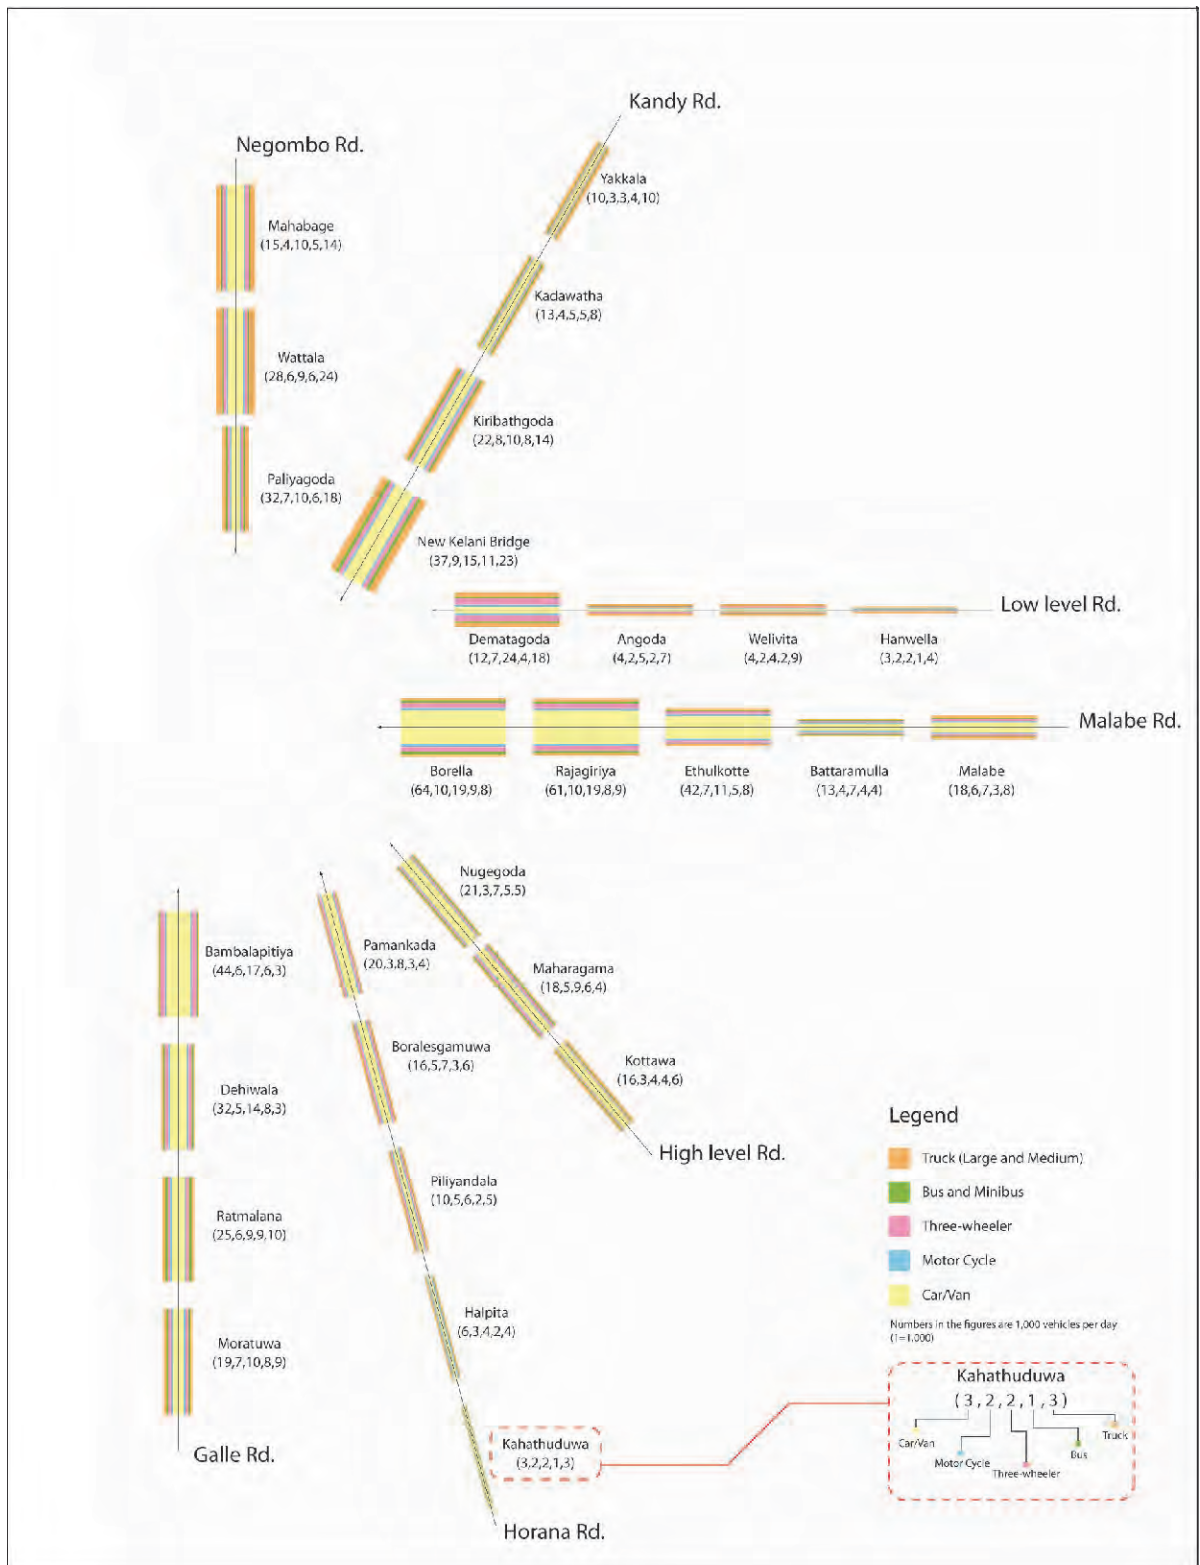 Kandy Rd.
Negombo Rd.
Yakkala
(10,3,3,4,10)
Mahabage
(15,4,10,5,14)
Kadawatha
(13,4,5,5,8)
Wattala
(28,6,9,6,24)
Kiribathgoda
(22,8,10,8,14)
Paliyagoda
(32,7,10,6,18)
New Kelani Bridge
(37,9,15,11,23)
Low level Rd.
Dematagoda
(12,7,24,4,18)
Angoda
(4,2,5,2,7)
Welivita
(4,2,4,2,9)
Hanwella
(3,2,2,1,4)
Malabe Rd.
Borella
(64,10,19,9,8)
Rajagiriya
(61,10,19,8,9)
Ethulkotte
(42,7,11,5,8)
Battaramulla
(13,4,7,4,4)
Malabe
(18,6,7,3,8)
Nugegoda
(21,3,7,5,5)
Pamankada
(20,3,8,3,4)
Bambalapitiya
(44,6,17,6,3)
Maharagama
(18,5,9,6,4)
Boralesgamuwa
(16,5,7,3,6)
Kottawa
(16,3,4,4,6)
Dehiwala
(32,5,14,8,3)
High level Rd.
Piliyandala
(10,5,6,2,5)
Ratmalana
(25,6,9,9,10)
Halpita
(6,3,4,2,4)
Moratuwa
(19,7,10,8,9)
Galle Rd.
Kahathuduwa
(3,2,2,1,3)
Horana Rd.
Legend
Truck (Large and Medium)
Bus and Minibus
Three-wheeler
Motor Cycle
Car/Van
Numbers in the figures are 1,000 vehicles per day
(1=1,000)
Kahathuduwa
(3,2,2,1,3)
Car/Van
Motor Cycle
Three-wheeler
Bus
Truck